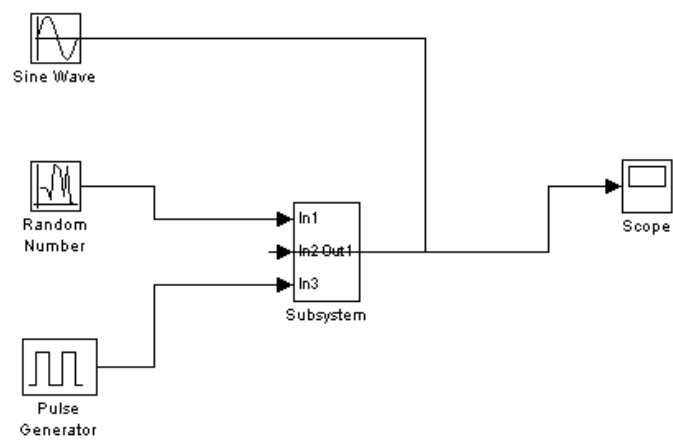 Sine Wave
Random
Number
In1
In2 Out1
In3
Subsystem
Scope
Pulse
Generator